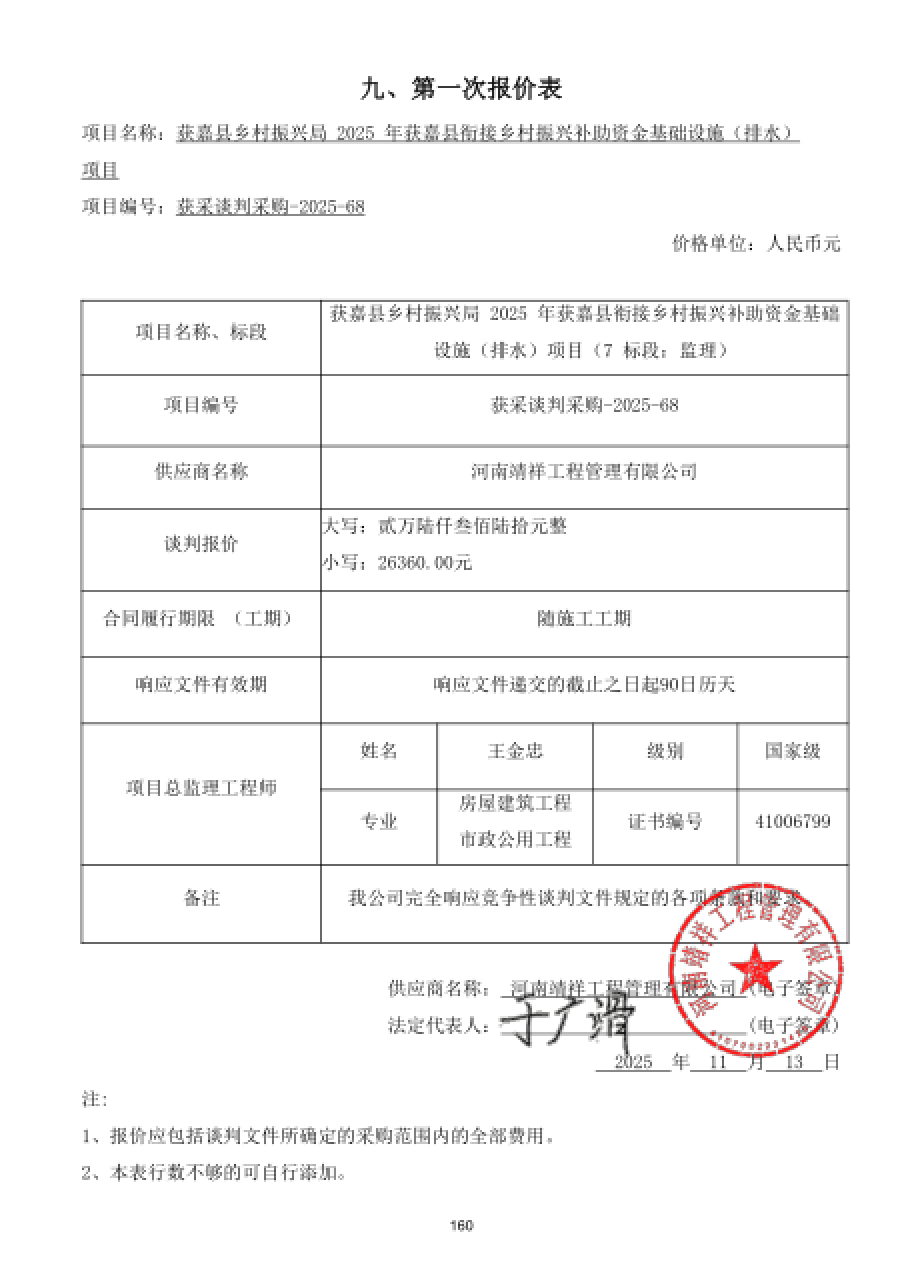 九、第一次报价表
项目名称：获嘉县乡村振兴局 2025 年获嘉县衔接乡村振兴补助资金基础设施（排水）
项目
项目编号：获采谈判采购-2025-68
价格单位：人民币元
项目名称、标段
获嘉县乡村振兴局 2025 年获嘉县衔接乡村振兴补助资金基础
设施（排水）项目（7 标段：监理）
项目编号
获采谈判采购-2025-68
供应商名称
河南靖祥工程管理有限公司
谈判报价
大写：贰万陆仟叁佰陆拾元整
小写：26360.00元
合同履行期限 （工期）
随施工工期
响应文件有效期
响应文件递交的截止之日起90日历天
项目总监理工程师
姓名 王金忠 级别 国家级
专业
房屋建筑工程
市政公用工程
证书编号 41006799
备注
我公司完全响应竞争性谈判文件规定的各项条款和要求
供应商名称： 河南靖祥工程管理有限公司 (电子签章)
法定代表人：于广滑 (电子签章)
河南靖祥工程管理有限公司
2025 年 11 月 13 日
注:
1、报价应包括谈判文件所确定的采购范围内的全部费用。
2、本表行数不够的可自行添加。
160